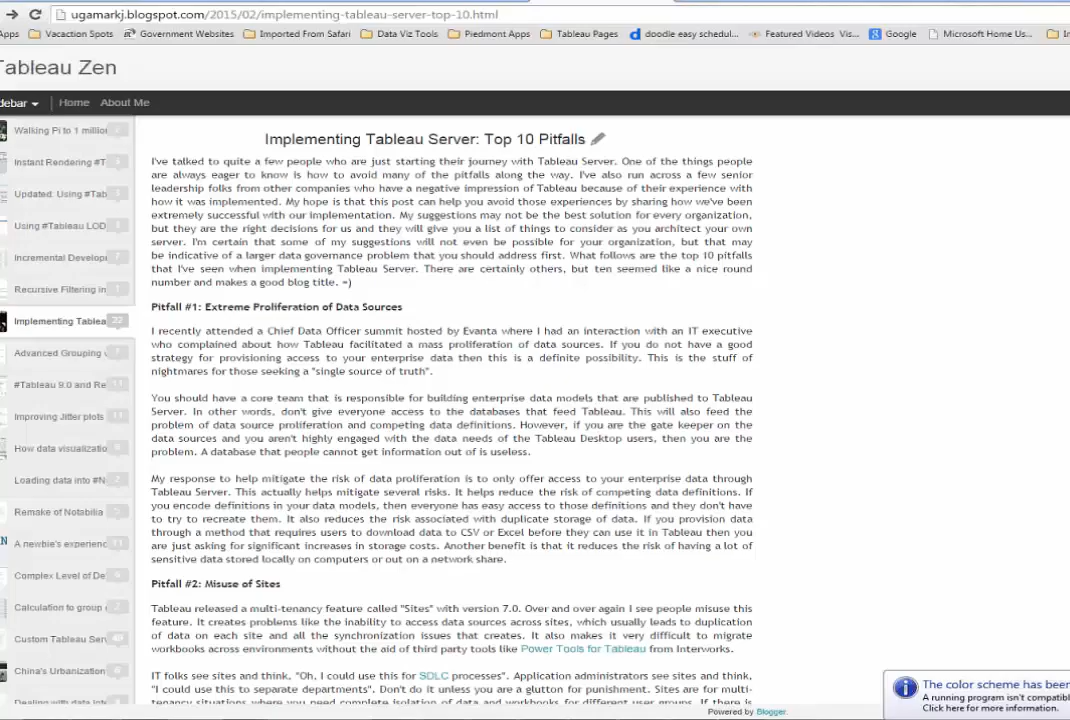 ugamarkj.blogspot.com/2015/02/implementing-tableau-server-top-10.html
Apps Vacaction Spots Government Websites Imported From Safari Data Viz Tools Piedmont Apps Tableau Pages doodle easy schedul... Featured Videos Vis... Google Microsoft Home Us...
Tableau Zen
debar Home About Me
Walking Pi to 1 millio
Instant Rendering #T
Updated: Using #Tab
Using #Tableau LOD
Incremental Develop
Recursive Filtering in
Implementing Tablea 22
Advanced Grouping
#Tableau 9.0 and Re 11
Improving Jitter plots 11
How data visualizatio
Loading data into #N
Remake of Notabilia
A newbie's experienc 11
Complex Level of De
Calculation to group
Custom Tableau Ser
China's Urbanization
Dealing with data int
Implementing Tableau Server: Top 10 Pitfalls
I've talked to quite a few people who are just starting their journey with Tableau Server. One of the things people
are always eager to know is how to avoid many of the pitfalls along the way. I've also run across a few senior
leadership folks from other companies who have a negative impression of Tableau because of their experience with
how it was implemented. My hope is that this post can help you avoid those experiences by sharing how we've been
extremely successful with our implementation. My suggestions may not be the best solution for every organization,
but they are the right decisions for us and they will give you a list of things to consider as you architect your own
server. I'm certain that some of my suggestions will not even be possible for your organization, but that may
be indicative of a larger data governance problem that you should address first. What follows are the top 10 pitfalls
that I've seen when implementing Tableau Server. There are certainly others, but ten seemed like a nice round
number and makes a good blog title. =)
Pitfall #1: Extreme Proliferation of Data Sources
I recently attended a Chief Data Officer summit hosted by Evanta where I had an interaction with an IT executive
who complained about how Tableau facilitated a mass proliferation of data sources. If you do not have a good
strategy for provisioning access to your enterprise data then this is a definite possibility. This is the stuff of
nightmares for those seeking a "single source of truth".
You should have a core team that is responsible for building enterprise data models that are published to Tableau
Server. In other words, don't give everyone access to the databases that feed Tableau. This will also feed the
problem of data source proliferation and competing data definitions. However, if you are the gate keeper on the
data sources and you aren't highly engaged with the data needs of the Tableau Desktop users, then you are the
problem. A database that people cannot get information out of is useless.
My response to help mitigate the risk of data proliferation is to only offer access to your enterprise data through
Tableau Server. This actually helps mitigate several risks. It helps reduce the risk of competing data definitions. If
you encode definitions in your data models, then everyone has easy access to those definitions and they don't have
to try to recreate them. It also reduces the risk associated with duplicate storage of data. If you provision data
through a method that requires users to download data to CSV or Excel before they can use it in Tableau then you
are just asking for significant increases in storage costs. Another benefit is that it reduces the risk of having a lot of
sensitive data stored locally on computers or out on a network share.
Pitfall #2: Misuse of Sites
Tableau released a multi-tenancy feature called "Sites" with version 7.0. Over and over again I see people misuse this
feature. It creates problems like the inability to access data sources across sites, which usually leads to duplication
of data on each site and all the synchronization issues that creates. It also makes it very difficult to migrate
workbooks across environments without the aid of third party tools like Power Tools for Tableau from Interworks.
IT folks see sites and think, "Oh, I could use this for SDLC processes". Application administrators see sites and think,
"I could use this to separate departments". Don't do it unless you are a glutton for punishment. Sites are for multi-
tenancy situations where you need complete isolation of data and workbooks for different user groups. If there is
Powered by Blogger.
The color scheme has been
A running program isn't compatibl
Click here for more information.